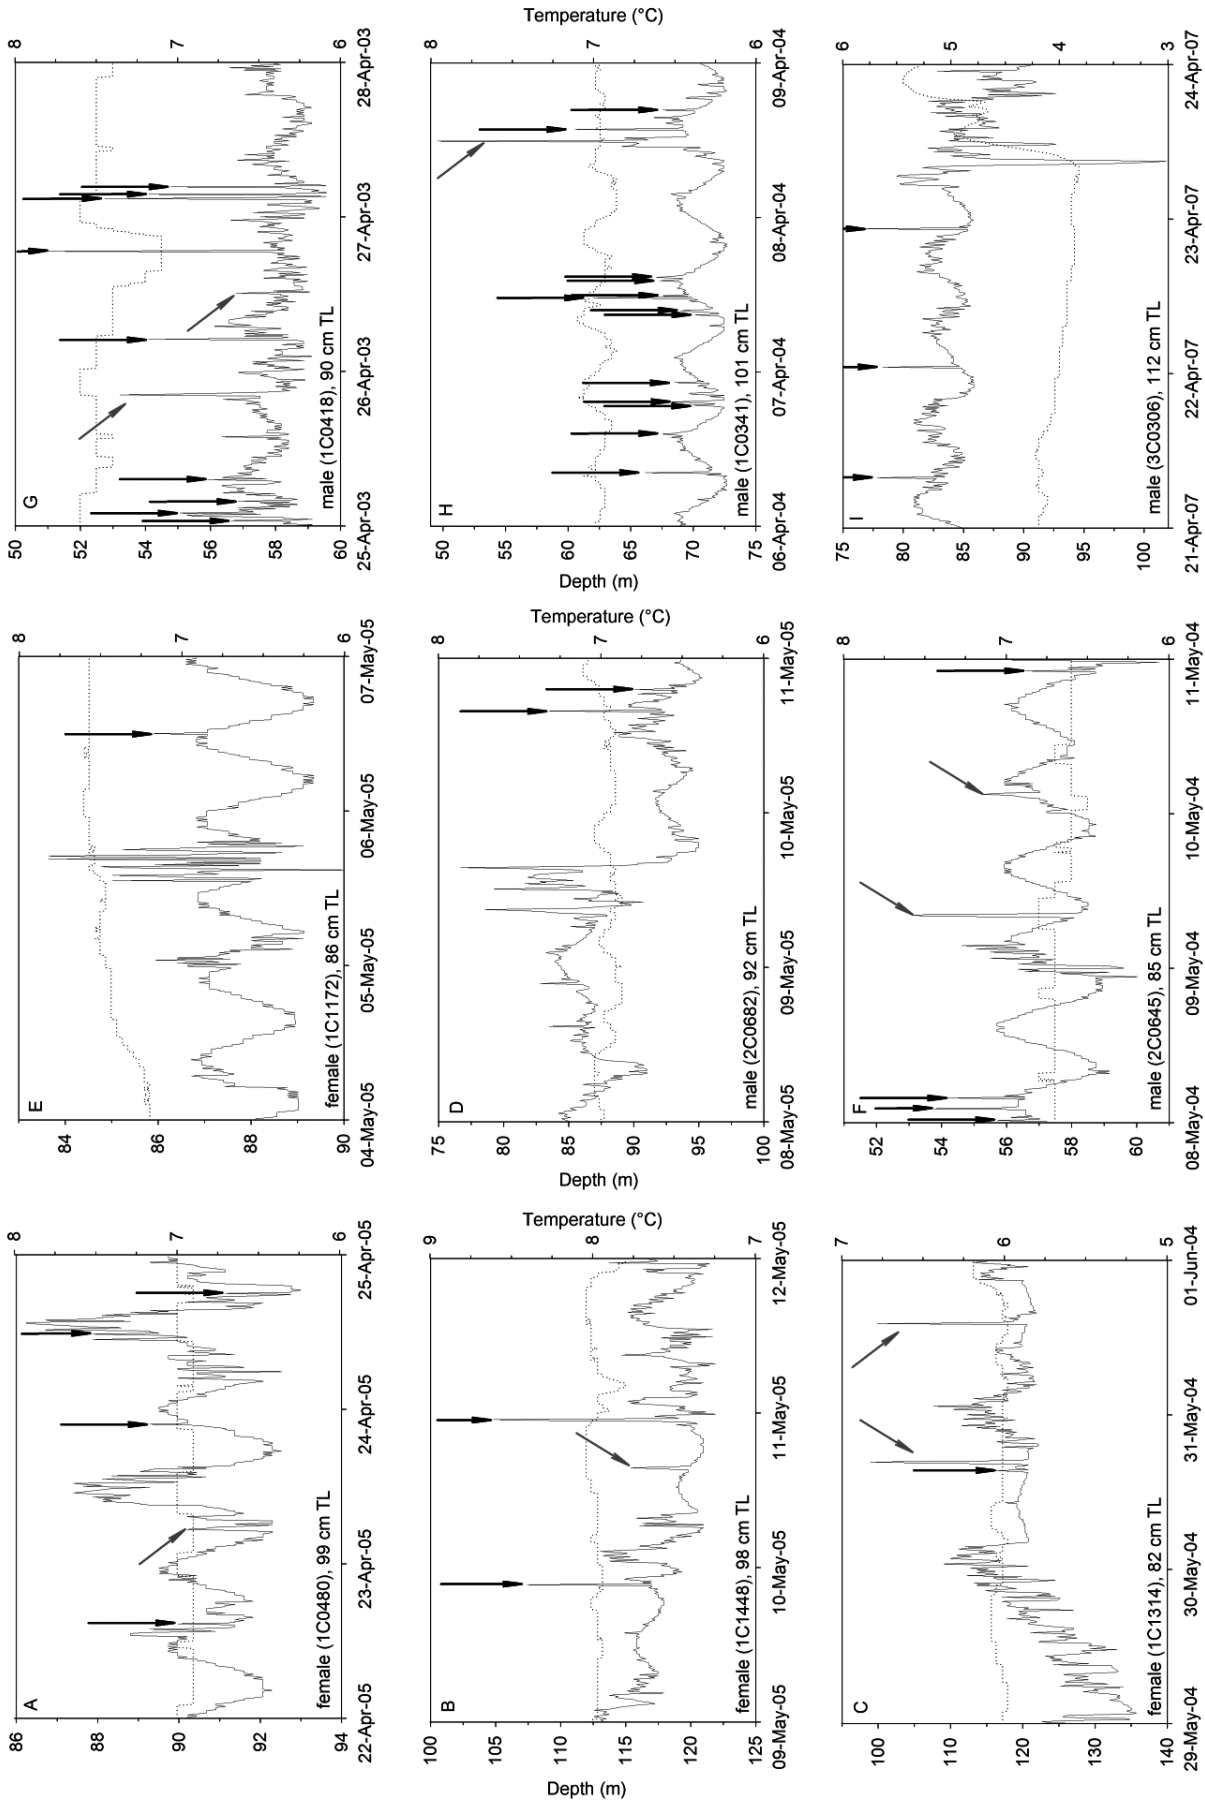 A
86
88
90
92
94
8
7
6
22-Apr-05
23-Apr-05
24-Apr-05
25-Apr-05
female (1C0480), 99 cm TL
E
84
86
88
90
8
7
6
04-May-05
05-May-05
06-May-05
07-May-05
female (1C1172), 86 cm TL
G
50
52
54
56
58
60
8
7
6
25-Apr-03
26-Apr-03
27-Apr-03
28-Apr-03
male (1C0418), 90 cm TL
B
Depth (m)
100
105
110
115
120
125
Temperature (°C)
9
8
7
09-May-05
10-May-05
11-May-05
12-May-05
female (1C1448), 98 cm TL
D
Depth (m)
75
80
85
90
95
100
Temperature (°C)
8
7
6
08-May-05
09-May-05
10-May-05
11-May-05
male (2C0682), 92 cm TL
H
Depth (m)
50
55
60
65
70
75
Temperature (°C)
8
7
6
06-Apr-04
07-Apr-04
08-Apr-04
09-Apr-04
male (1C0341), 101 cm TL
Temperature (°C)
C
Depth (m)
100
110
120
130
140
7
6
5
29-May-04
30-May-04
31-May-04
01-Jun-04
female (1C1314), 82 cm TL
F
Depth (m)
52
54
56
58
60
Temperature (°C)
8
7
6
08-May-04
09-May-04
10-May-04
11-May-04
male (2C0645), 85 cm TL
I
75
80
85
90
95
100
6
5
4
3
21-Apr-07
22-Apr-07
23-Apr-07
24-Apr-07
male (3C0306), 112 cm TL